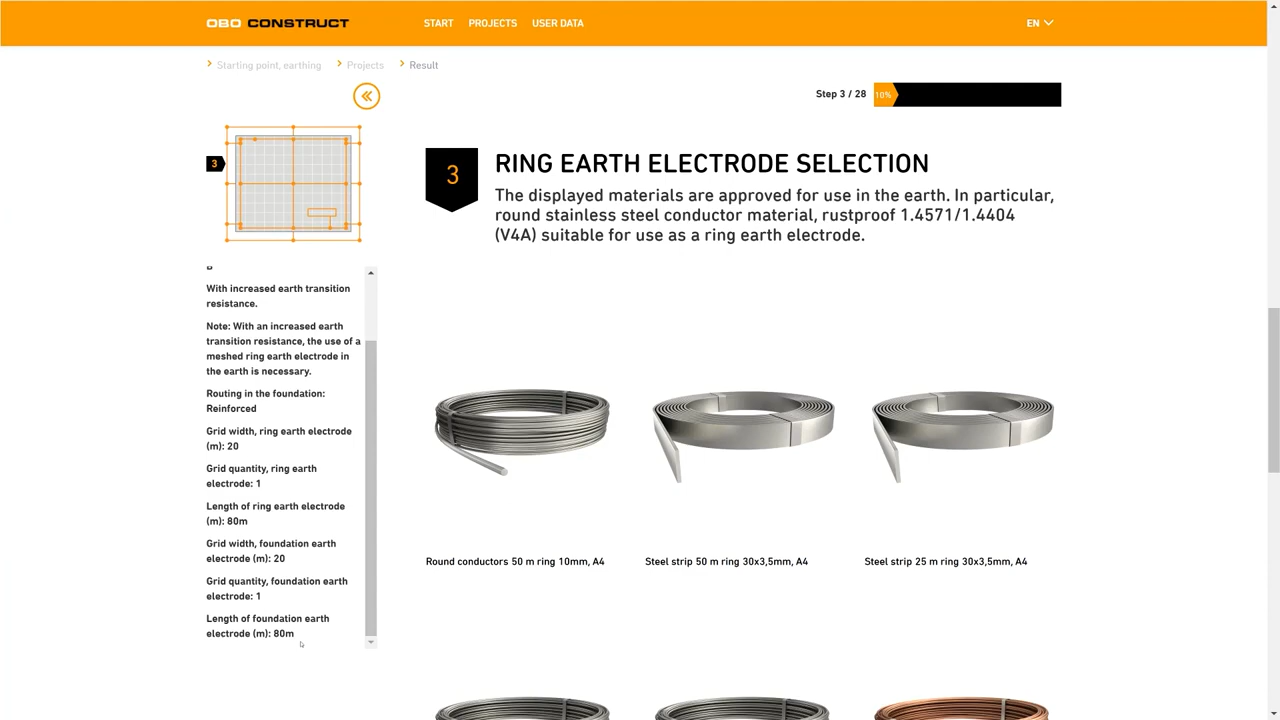 OBO CONSTRUCT
START PROJECTS USER DATA
EN
Starting point, earthing Projects Result
Step 3 / 28
10%
3
3
RING EARTH ELECTRODE SELECTION
The displayed materials are approved for use in the earth. In particular,
round stainless steel conductor material, rustproof 1.4571/1.4404
(V4A) suitable for use as a ring earth electrode.
With increased earth transition
resistance.
Note: With an increased earth
transition resistance, the use of a
meshed ring earth electrode in
the earth is necessary.
Routing in the foundation:
Reinforced
Grid width, ring earth electrode
(m): 20
Grid quantity, ring earth
electrode: 1
Length of ring earth electrode
(m): 80m
Grid width, foundation earth
electrode (m): 20
Grid quantity, foundation earth
electrode: 1
Length of foundation earth
electrode (m): 80m
Round conductors 50 m ring 10mm, A4
Steel strip 50 m ring 30x3,5mm, A4
Steel strip 25 m ring 30x3,5mm, A4